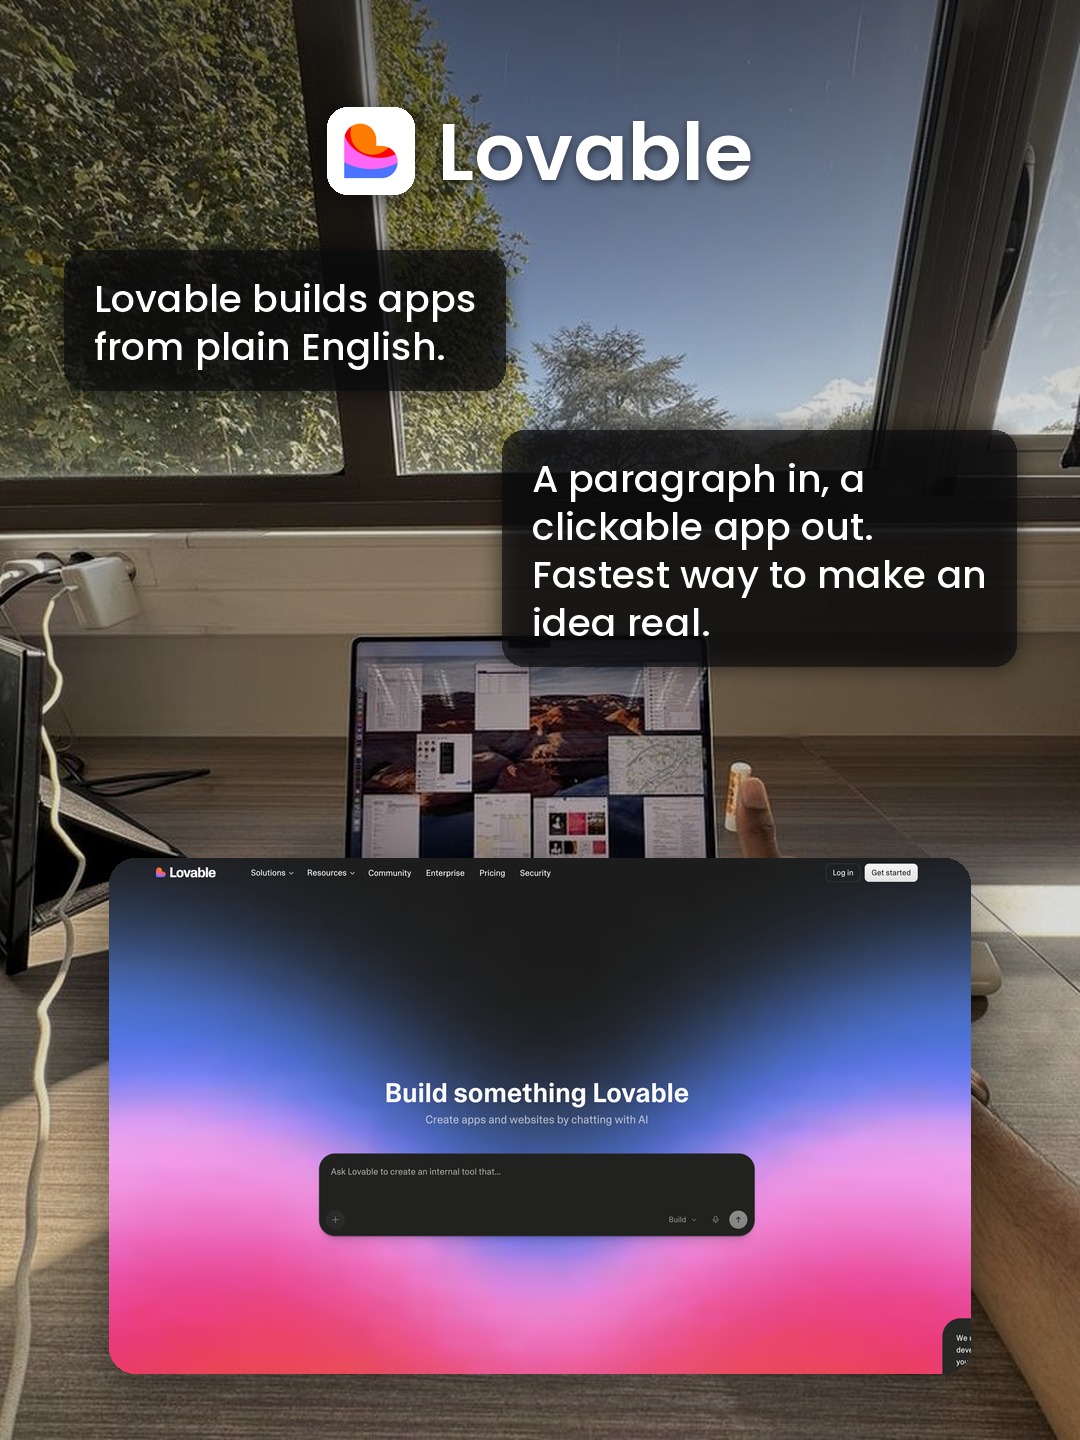 Lovable
Lovable builds apps
from plain English.
A paragraph in, a
clickable app out.
Fastest way to make an
idea real.
Lovable
Solutions
Resources
Community
Enterprise
Pricing
Security
Log in
Get started
Build something Lovable
Create apps and websites by chatting with AI
Ask Lovable to create an internal tool that...
Build
We